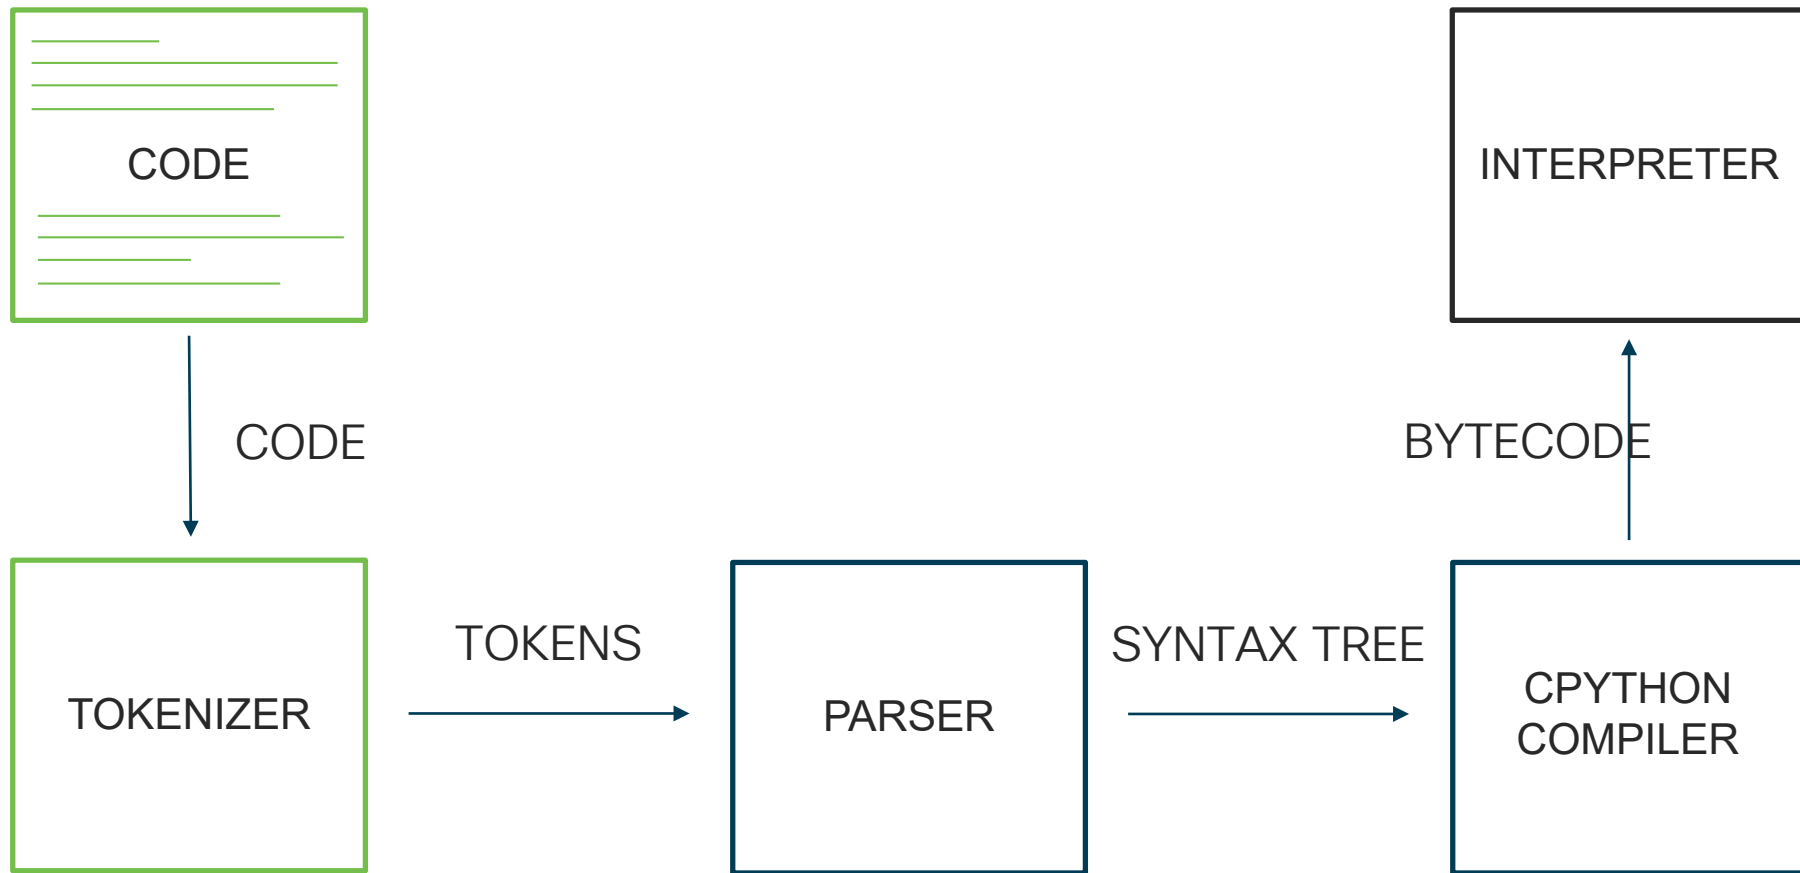 CODE
INTERPRETER
CODE
BYTECODE
TOKENIZER
TOKENS
PARSER
SYNTAX TREE
CPYTHON
COMPILER